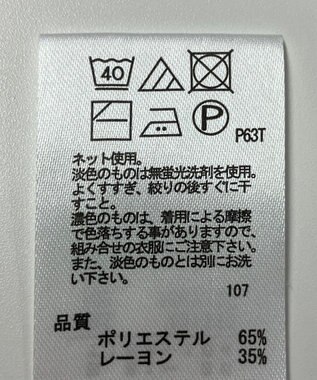 40
P
P63T
ネット使用。
淡色のものは無蛍光洗剤を使用。
よくすすぎ、絞りの後すぐに干
すこと。
濃色のものは、着用による摩擦
で色落ちする事がありますので、
組み合せの衣服にご注意下さい。
また、淡色のものとは別にお洗
い下さい。
107
品質
ポリエステル 65%
レーヨン 35%